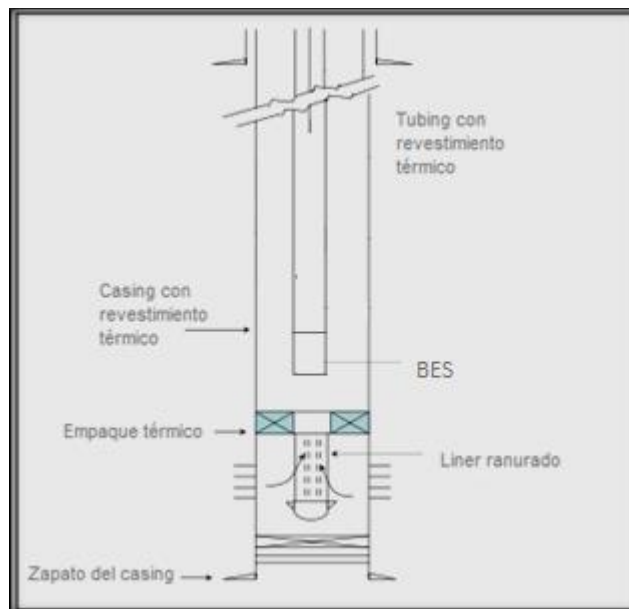 Tubing con
revestimiento
térmico
Casing con
revestimiento
térmico
BES
Empaque térmico
Liner ranurado
Zapato del casing